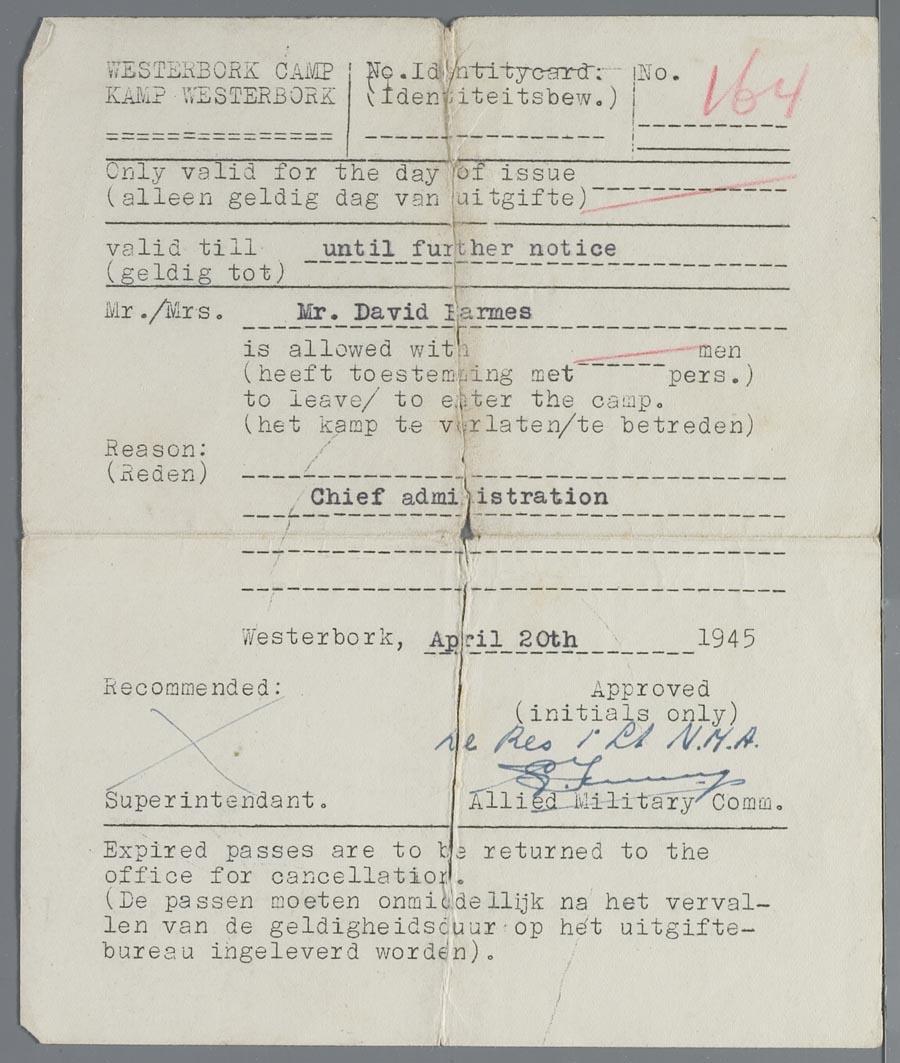 WESTERBORK CAMP
KAMP WESTERBORK
===============
No.Identitycard:
(Identiteitsbew.)
No. 164
Only valid for the day of issue
(alleen geldig dag van uitgifte)
valid till until further notice
(geldig tot)
Mr./Mrs. Mr. David Barmes
is allowed with men
(heeft toestemming met pers.)
to leave/ to enter the camp.
(het kamp te verlaten/te betreden)
Reason:
(Reden)
Chief administration
Westerbork, April 20th 1945
Recommended:
Approved
(initials only)
De Res 1e Lt N.M.A.
Superintendant.
Allied Military Comm.
Expired passes are to be returned to the
office for cancellation.
(De passen moeten onmiddellijk na het verval-
len van de geldigheidsduur op het uitgifte-
bureau ingeleverd worden).